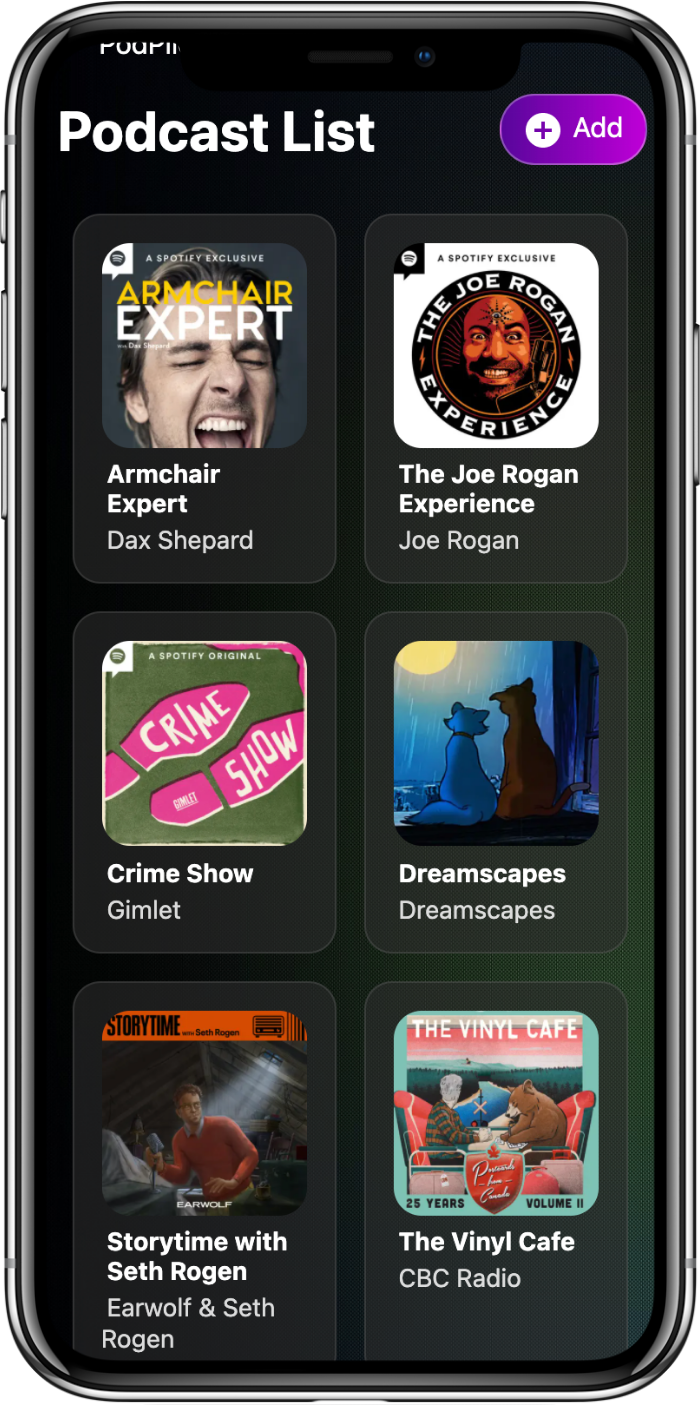 Podcast List
Add
A SPOTIFY EXCLUSIVE
ARMCHAIR
EXPERT
with Dax Shepard
Armchair
Expert
Dax Shepard
A SPOTIFY EXCLUSIVE
THE JOE ROGAN
EXPERIENCE
The Joe Rogan
Experience
Joe Rogan
A SPOTIFY ORIGINAL
CRIME
SHOW
GIMLET
Crime Show
Gimlet
Dreamscapes
Dreamscapes
STORYTIME WITH Seth Rogen
EARWOLF
Storytime with
Seth Rogen
Earwolf & Seth
Rogen
THE VINYL CAFE
Postcards
from
Canada
25 YEARS VOLUME II
The Vinyl Cafe
CBC Radio